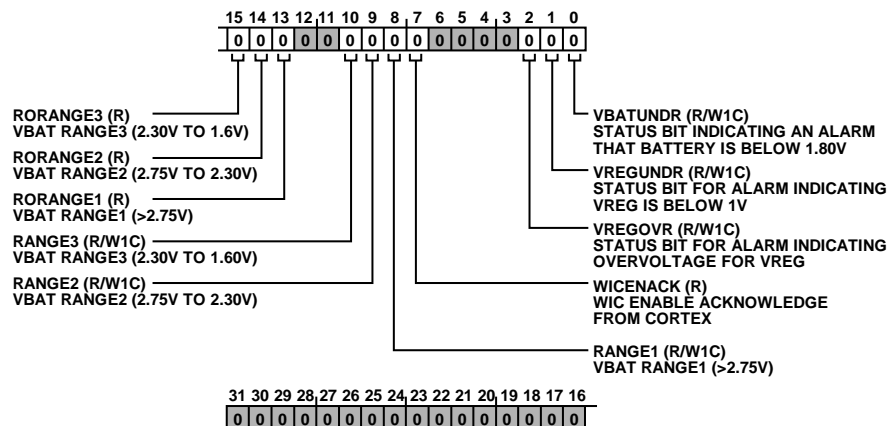 15 14 13 12 11 10 9 8 7 6 5 4 3 2 1 0
0 0 0 0 0 0 0 0 0 0 0 0 0 0 0 0
RORANGE3 (R)
VBAT RANGE3 (2.30V TO 1.6V)
RORANGE2 (R)
VBAT RANGE2 (2.75V TO 2.30V)
RORANGE1 (R)
VBAT RANGE1 (>2.75V)
RANGE3 (R/W1C)
VBAT RANGE3 (2.30V TO 1.60V)
RANGE2 (R/W1C)
VBAT RANGE2 (2.75V TO 2.30V)
VBATUNDR (R/W1C)
STATUS BIT INDICATING AN ALARM
THAT BATTERY IS BELOW 1.80V
VREGUNDR (R/W1C)
STATUS BIT FOR ALARM INDICATING
VREG IS BELOW 1V
VREGOVR (R/W1C)
STATUS BIT FOR ALARM INDICATING
OVERVOLTAGE FOR VREG
WICENACK (R)
WIC ENABLE ACKNOWLEDGE
FROM CORTEX
RANGE1 (R/W1C)
VBAT RANGE1 (>2.75V)
31 30 29 28 27 26 25 24 23 22 21 20 19 18 17 16
0 0 0 0 0 0 0 0 0 0 0 0 0 0 0 0